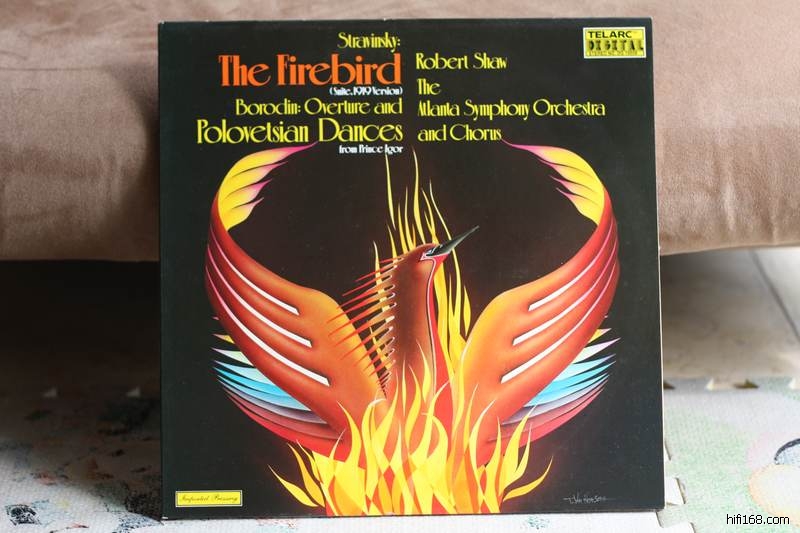 Stravinsky:
The Firebird
(Suite, 1919 Version)
Borodin: Overture and
Polovetsian Dances
from Prince Igor
Robert Shaw
The
Atlanta Symphony Orchestra
and Chorus
TELARC
DIGITAL
Imported Pressing
hifi168.com